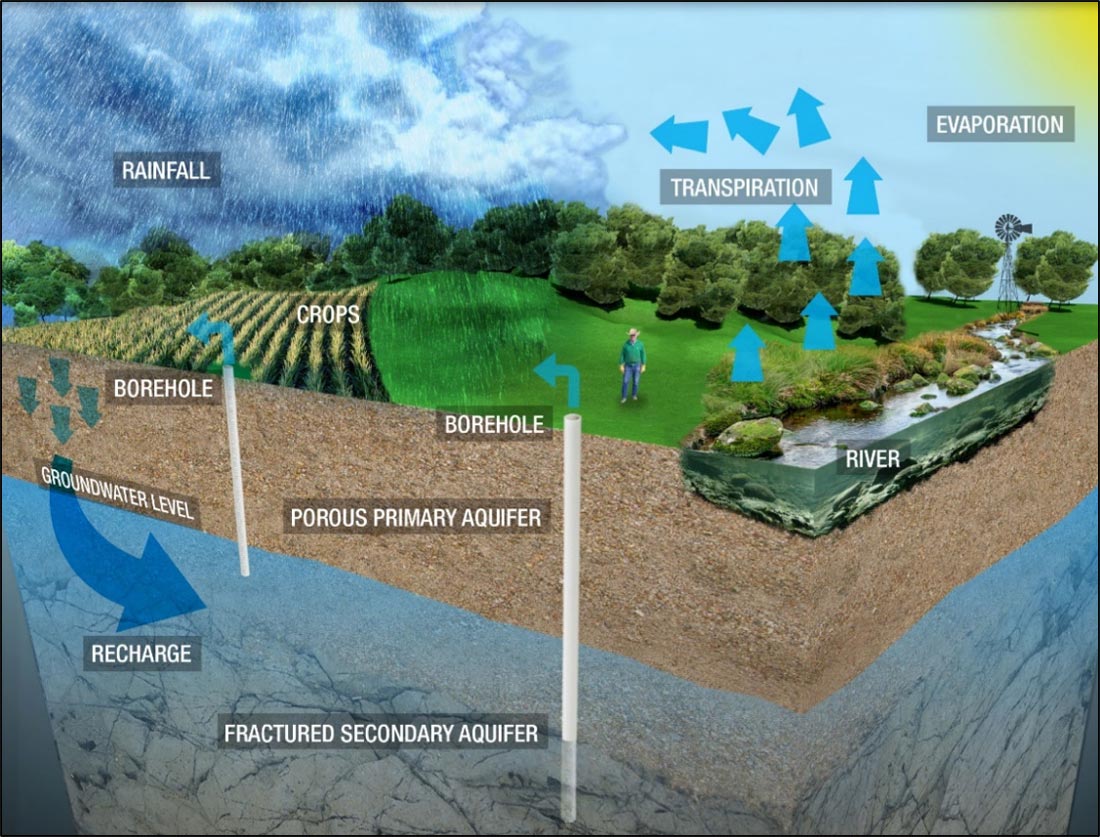 EVAPORATION
RAINFALL
TRANSPIRATION
CROPS
BOREHOLE
BOREHOLE
RIVER
GROUNDWATER LEVEL
POROUS PRIMARY AQUIFER
RECHARGE
FRACTURED SECONDARY AQUIFER